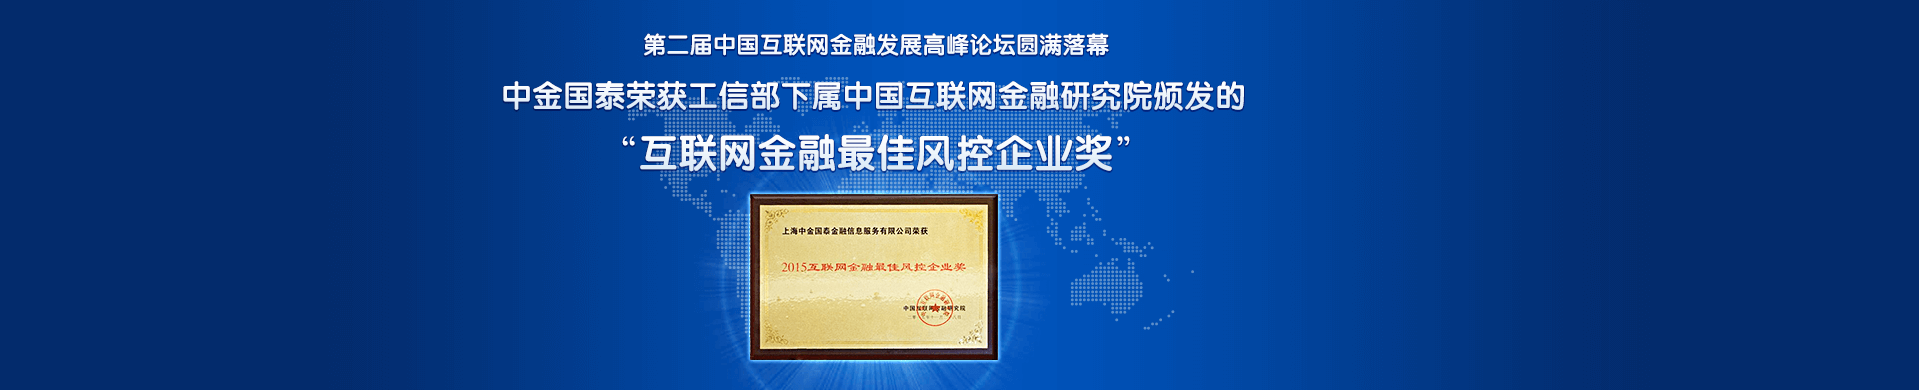 第二届中国互联网金融发展高峰论坛圆满落幕
中金国泰荣获工信部下属中国互联网金融研究院颁发的
“互联网金融最佳风控企业奖”
上海中金国泰金融信息服务有限公司荣获
2015互联网金融最佳风控企业奖
中国互联网金融研究院